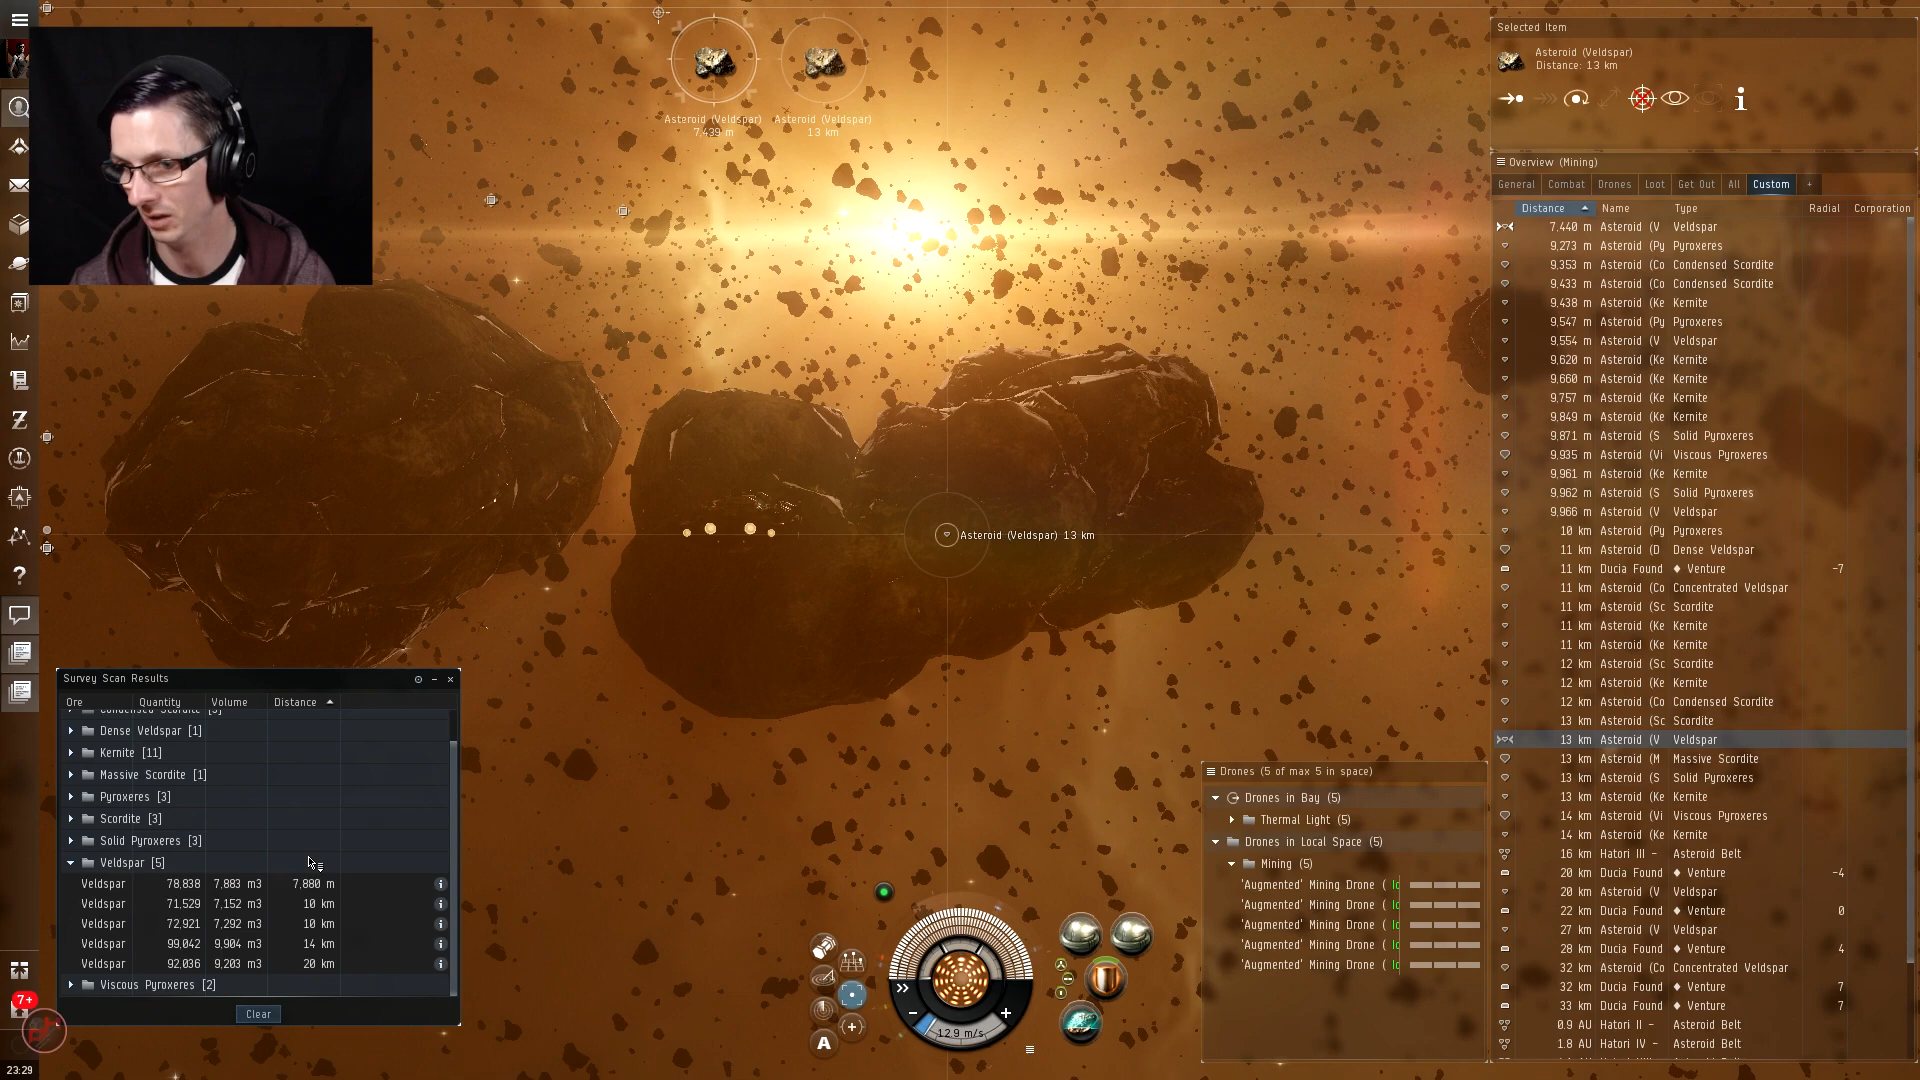 Asteroid (Veldspar)
7,439 m
Asteroid (Veldspar)
13 km
Selected Item
Asteroid (Veldspar)
Distance: 13 km
Overview (Mining)
General Combat Drones Loot Get Out All Custom +
Distance Name Type Radial Corporation
7,440 m Asteroid (V Veldspar
9,273 m Asteroid (Py Pyroxeres
9,353 m Asteroid (Co Condensed Scordite
9,433 m Asteroid (Co Condensed Scordite
9,438 m Asteroid (Ke Kernite
9,547 m Asteroid (Py Pyroxeres
9,554 m Asteroid (V Veldspar
9,620 m Asteroid (Ke Kernite
9,660 m Asteroid (Ke Kernite
9,757 m Asteroid (Ke Kernite
9,849 m Asteroid (Ke Kernite
9,871 m Asteroid (S Solid Pyroxeres
9,935 m Asteroid (Vi Viscous Pyroxeres
9,961 m Asteroid (Ke Kernite
9,962 m Asteroid (S Solid Pyroxeres
9,966 m Asteroid (V Veldspar
10 km Asteroid (Py Pyroxeres
11 km Asteroid (D Dense Veldspar
11 km Ducia Found Venture -7
11 km Asteroid (Co Concentrated Veldspar
11 km Asteroid (Sc Scordite
11 km Asteroid (Ke Kernite
11 km Asteroid (Ke Kernite
12 km Asteroid (Sc Scordite
12 km Asteroid (Ke Kernite
12 km Asteroid (Co Condensed Scordite
13 km Asteroid (Sc Scordite
13 km Asteroid (V Veldspar
13 km Asteroid (M Massive Scordite
13 km Asteroid (S Solid Pyroxeres
13 km Asteroid (Ke Kernite
14 km Asteroid (Vi Viscous Pyroxeres
14 km Asteroid (Ke Kernite
16 km Hatori III - Asteroid Belt
20 km Ducia Found Venture -4
20 km Asteroid (V Veldspar
22 km Ducia Found Venture 0
27 km Asteroid (V Veldspar
28 km Ducia Found Venture 4
32 km Asteroid (Co Concentrated Veldspar
32 km Ducia Found Venture 7
33 km Ducia Found Venture 7
0.9 AU Hatori II - Asteroid Belt
1.8 AU Hatori IV - Asteroid Belt
Asteroid (Veldspar) 13 km
Survey Scan Results
Ore Quantity Volume Distance
Condensed Scordite
Dense Veldspar [1]
Kernite [11]
Massive Scordite [1]
Pyroxeres [3]
Scordite [3]
Solid Pyroxeres [3]
Veldspar [5]
Veldspar 78,838 7,883 m3 7,880 m
Veldspar 71,529 7,152 m3 10 km
Veldspar 72,921 7,292 m3 10 km
Veldspar 99,042 9,904 m3 14 km
Veldspar 92,036 9,203 m3 20 km
Viscous Pyroxeres [2]
Clear
Drones (5 of max 5 in space)
Drones in Bay (5)
Thermal Light (5)
Drones in Local Space (5)
Mining (5)
'Augmented' Mining Drone ( Id
'Augmented' Mining Drone ( Id
'Augmented' Mining Drone ( Id
'Augmented' Mining Drone ( Id
'Augmented' Mining Drone ( Id
12.9 m/s
A
7+
23:29